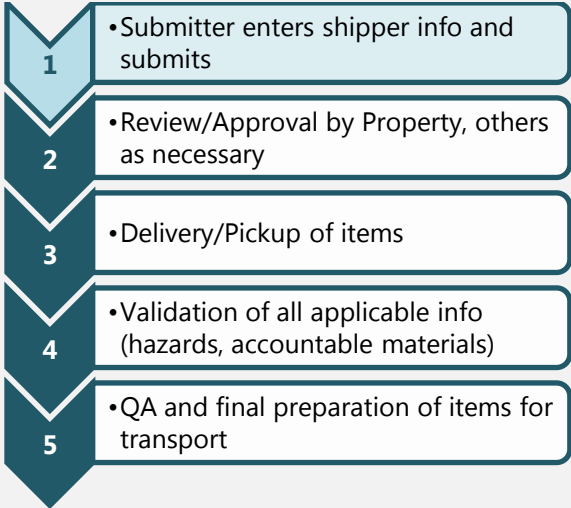 1
•Submitter enters shipper info and
submits
2
•Review/Approval by Property, others
as necessary
3
•Delivery/Pickup of items
4
•Validation of all applicable info
(hazards, accountable materials)
5
•QA and final preparation of items for
transport